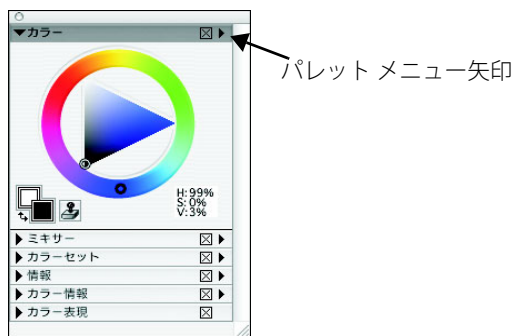 カラー
パレット メニュー矢印
H:99%
S: 0%
V:3%
ミキサー
カラーセット
情報
カラー情報
カラー表現